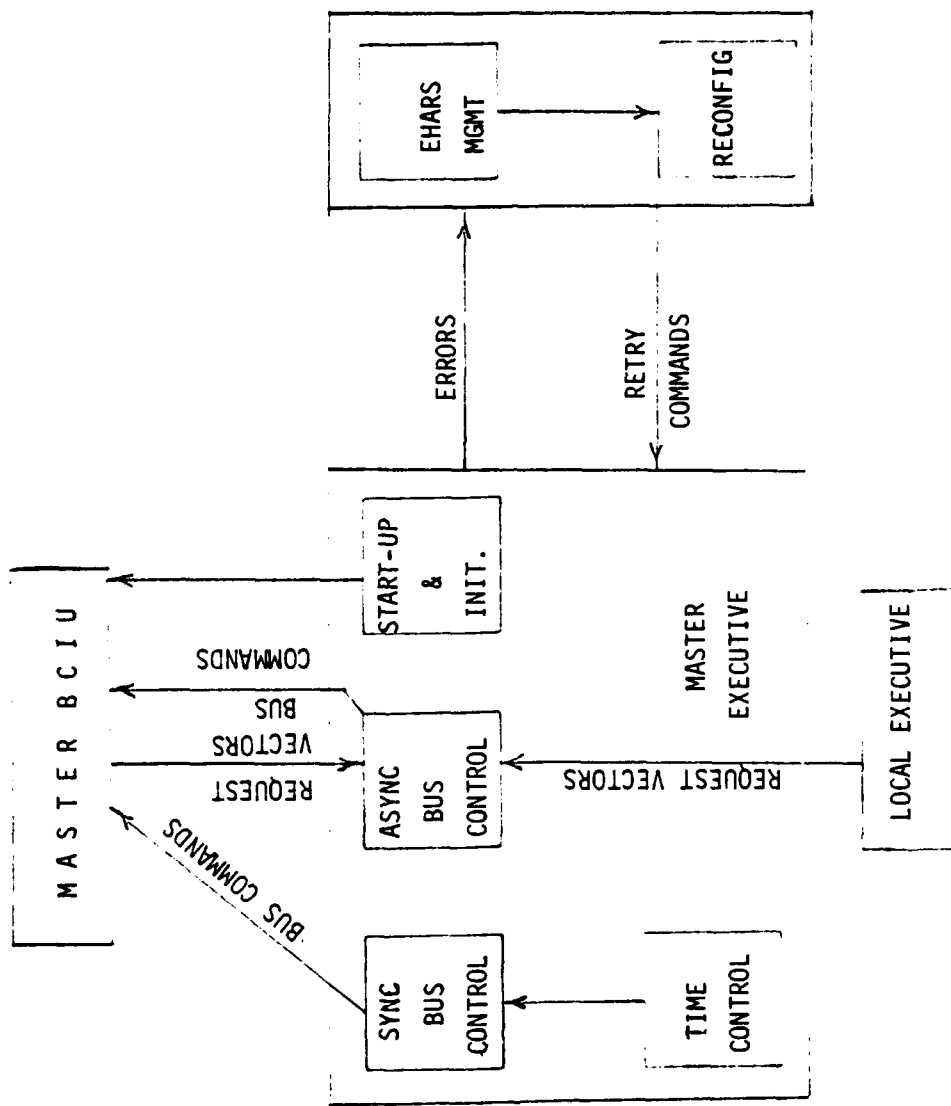 MASTER BCIU
BUS COMMANDS
REQUEST
VECTORS
BUS
COMMANDS
SYNC
BUS
CONTROL
ASYNC
BUS
CONTROL
START-UP
&
INIT.
ERRORS
EHARS
MGMT
TIME
CONTROL
REQUEST VECTORS
MASTER
EXECUTIVE
RETRY
COMMANDS
RECONFIG
LOCAL EXECUTIVE